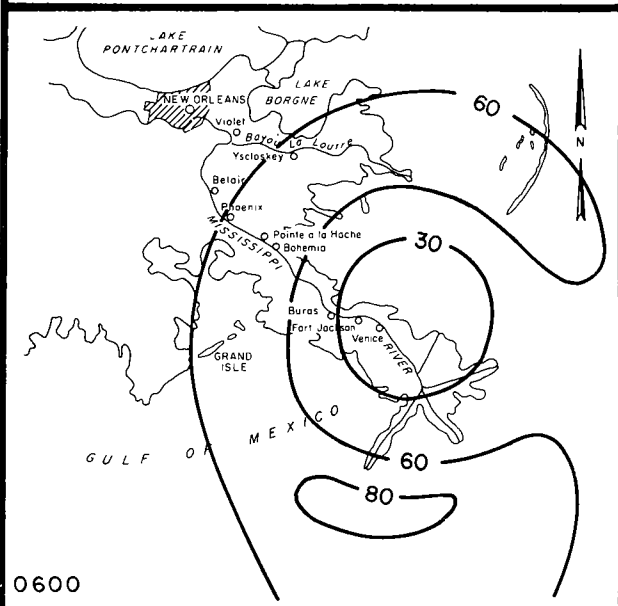 LAKE
PONTCHARTRAIN
LAKE
BORGNE
NEW ORLEANS
60
N
Violet
Bayou La Loutre
Yscloskey
Belair
Phoenix
MISSISSIPPI
Pointe a la Hache
Bohemia
30
Buras
Fort Jackson
Venice
RIVER
GRAND
ISLE
GULF OF MEXICO
60
80
0600